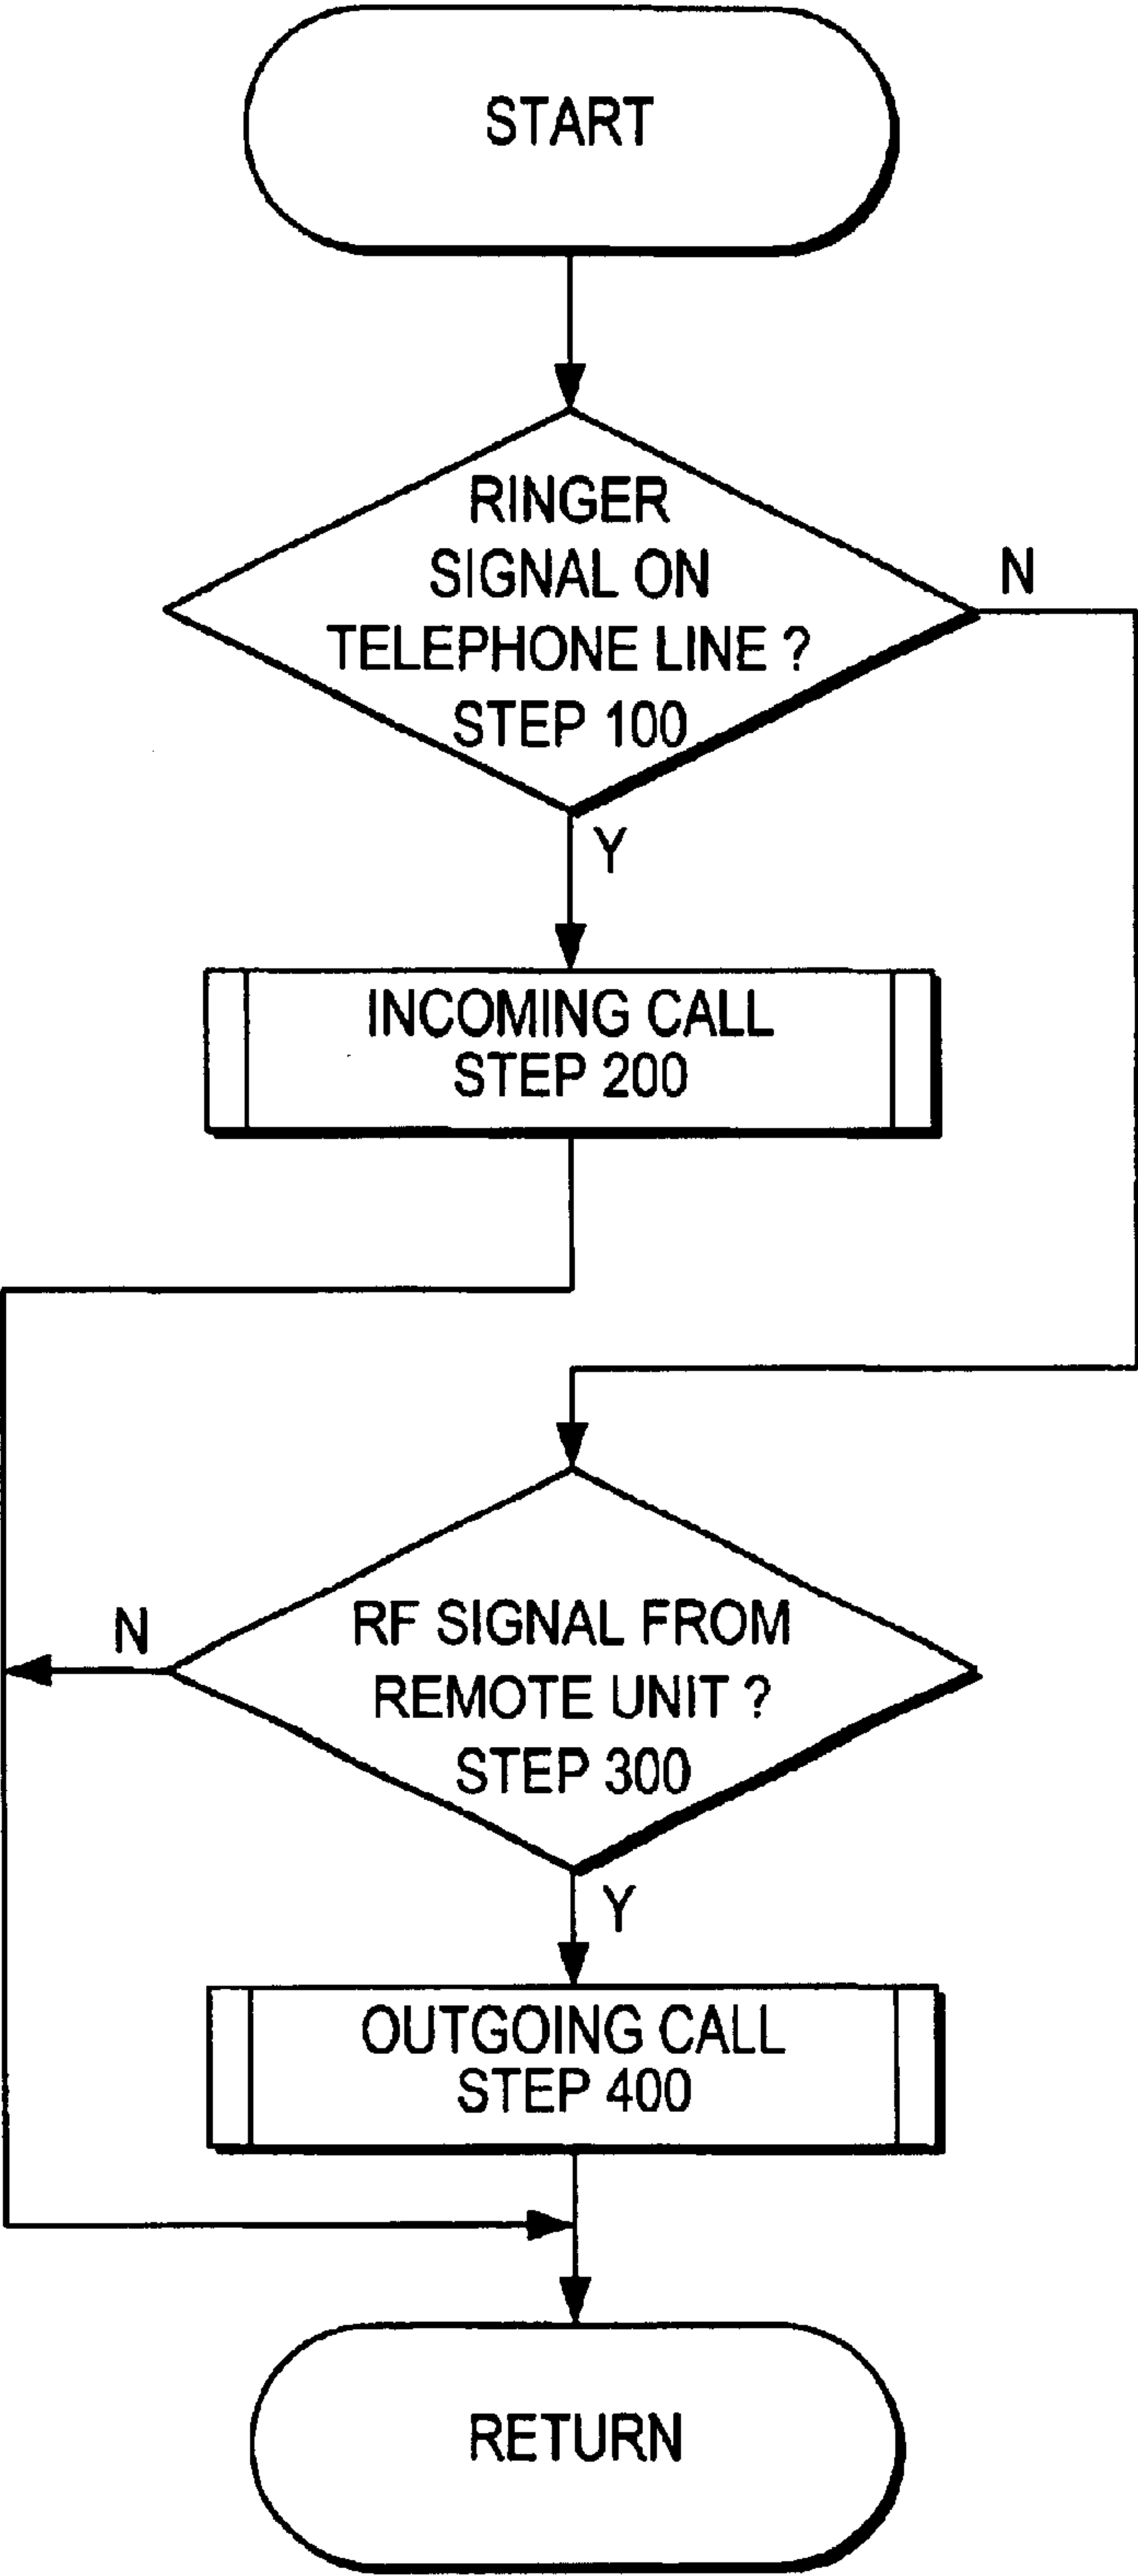 START
RINGER
SIGNAL ON
TELEPHONE LINE ?
STEP 100
N
Y
INCOMING CALL
STEP 200
N
RF SIGNAL FROM
REMOTE UNIT ?
STEP 300
Y
OUTGOING CALL
STEP 400
RETURN